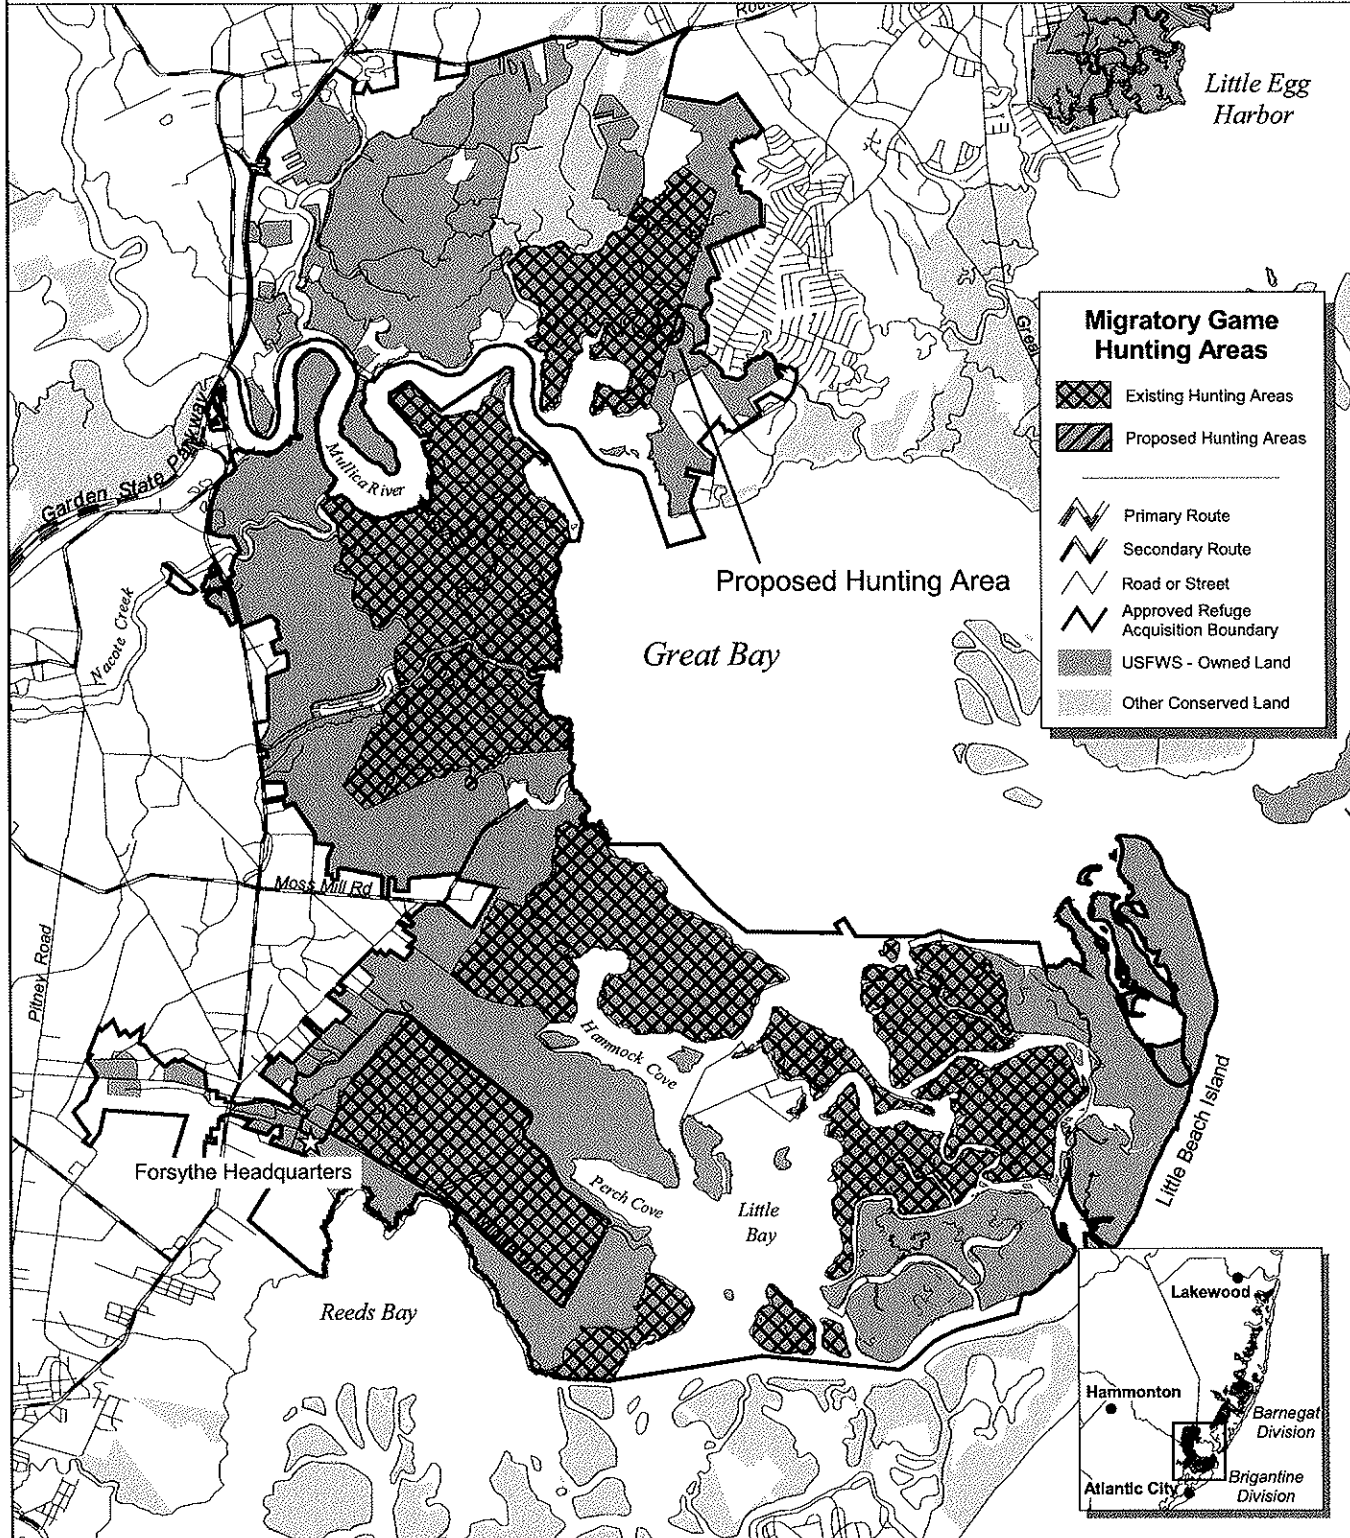 Little Egg
Harbor
Migratory Game
Hunting Areas
Existing Hunting Areas
Proposed Hunting Areas
Primary Route
Secondary Route
Road or Street
Approved Refuge
Acquisition Boundary
USFWS - Owned Land
Other Conserved Land
Great
Garden State Parkway
Mullica River
Proposed Hunting Area
Nacote Creek
Great Bay
Moss Mill Rd
Pitney Road
Hammock Cove
Forsythe Headquarters
Perch Cove
Little
Bay
Little Beach Island
Reeds Bay
Lakewood
Hammonton
Barnegat
Division
Brigantine
Division
Atlantic City